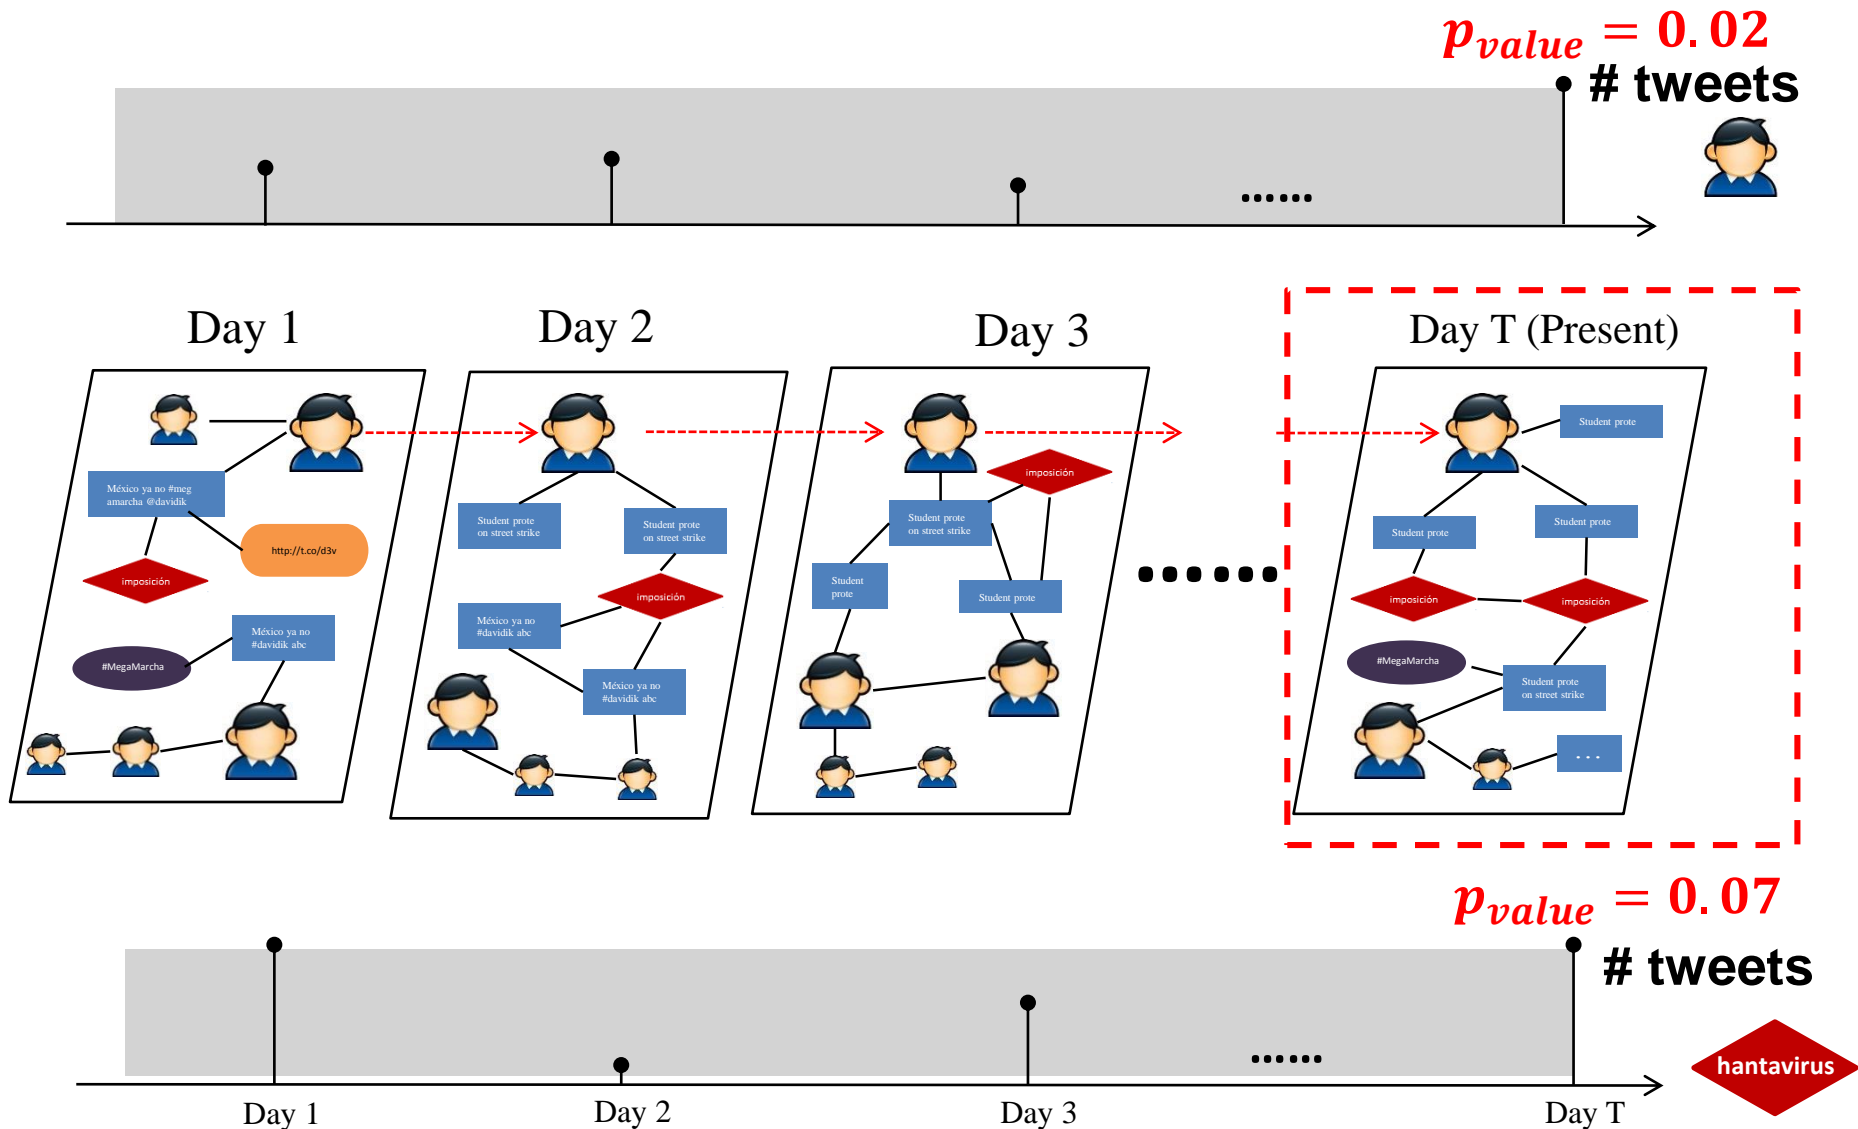 p_value = 0.02
# tweets
......
Day 1
Day 2
Day 3
Day T (Present)
México ya no #meg
amarcha @davidik
http://t.co/d3v
imposición
México ya no
#davidik abc
#MegaMarcha
Student prote
on street strike
Student prote
on street strike
imposición
México ya no
#davidik abc
México ya no
#davidik abc
imposición
Student prote
on street strike
Student
prote
Student prote
......
Student prote
Student prote
Student prote
imposición
imposición
#MegaMarcha
Student prote
on street strike
...
p_value = 0.07
# tweets
......
hantavirus
Day 1
Day 2
Day 3
Day T